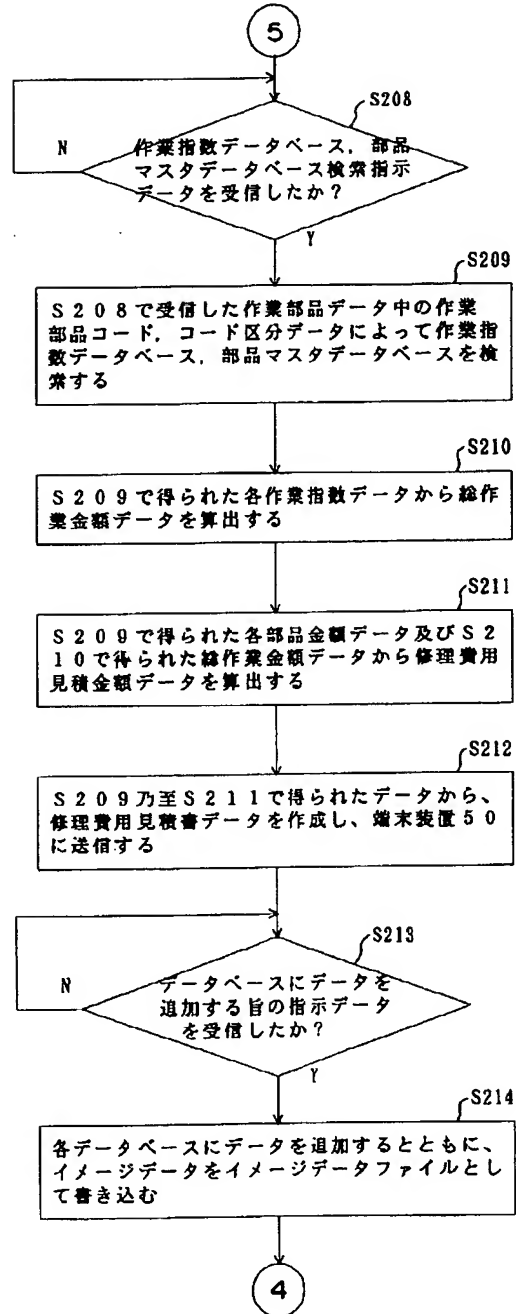 5
S208
N
作業指数データベース，部品
マスタデータベース検索指示
データを受信したか？
Y
S209
S208で受信した作業部品データ中の作業
部品コード，コード区分データによって作業指
数データベース，部品マスタデータベースを検
索する
S210
S209で得られた各作業指数データから総作
業金額データを算出する
S211
S209で得られた各部品金額データ及びS2
10で得られた総作業金額データから修理費用
見積金額データを算出する
S212
S209乃至S211で得られたデータから、
修理費用見積書データを作成し、端末装置50
に送信する
S213
N
データベースにデータを
追加する旨の指示データ
を受信したか？
Y
S214
各データベースにデータを追加するとともに、
イメージデータをイメージデータファイルとし
て書き込む
4